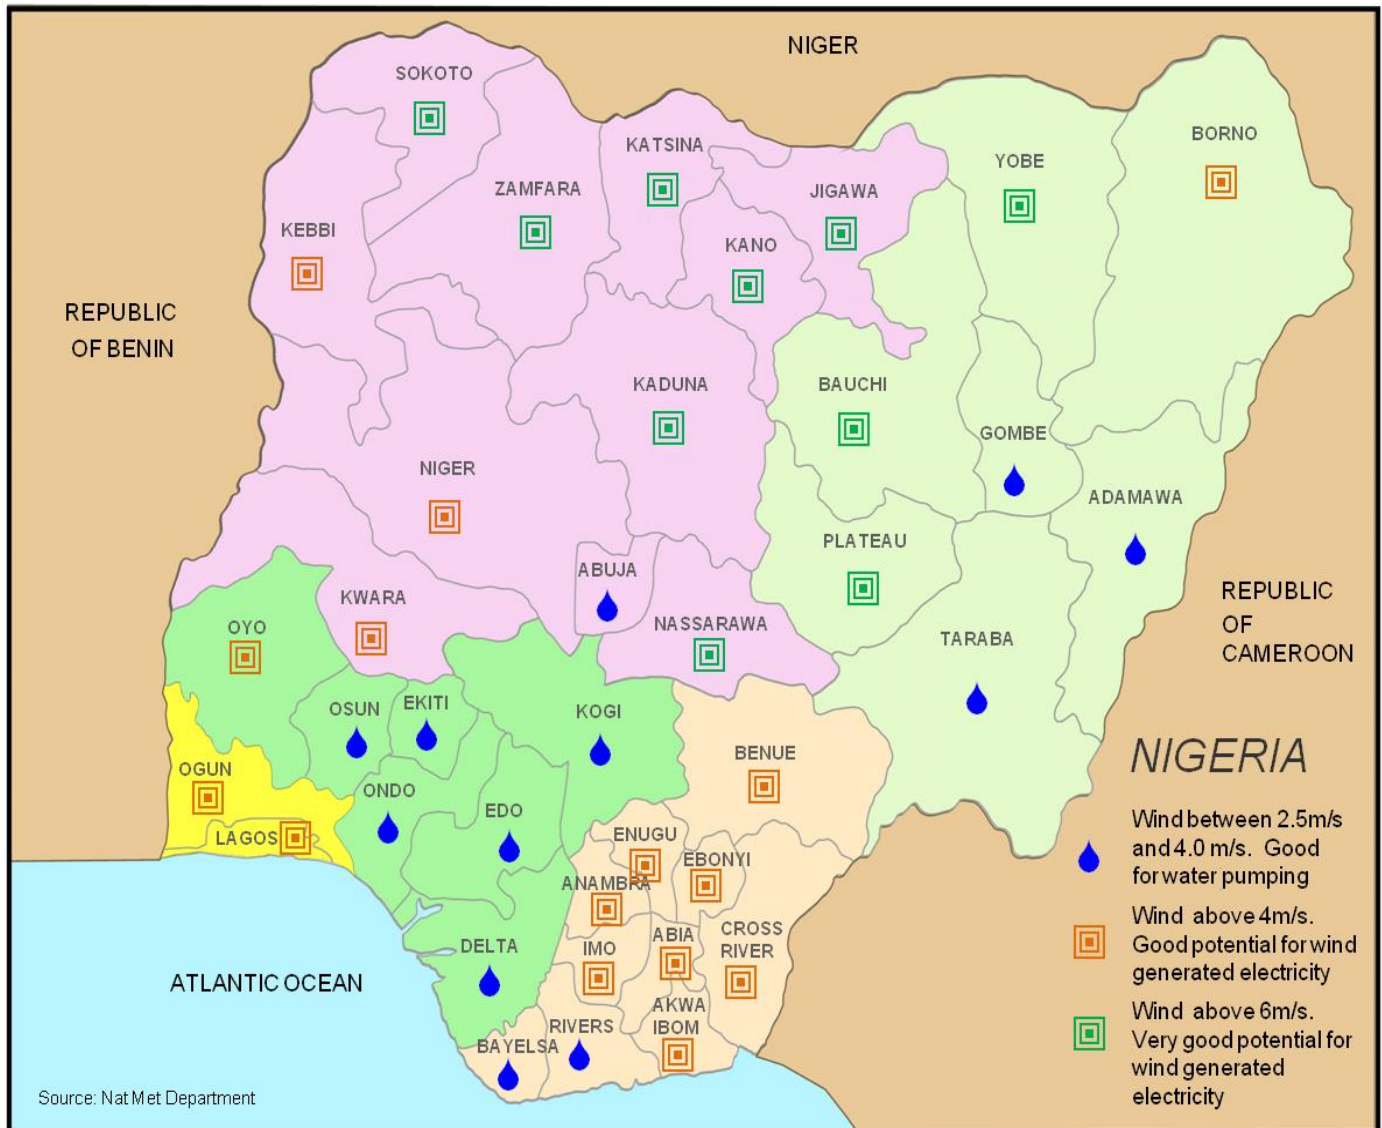 NIGER
SOKOTO
BORNO
KATSINA
YOBE
ZAMFARA
JIGAWA
KEBBI
KANO
REPUBLIC
OF BENIN
KADUNA
BAUCHI
GOMBE
NIGER
ADAMAWA
PLATEAU
ABUJA
REPUBLIC
OF
CAMEROON
KWARA
NASSARAWA
OYO
TARABA
OSUN
EKITI
KOGI
BENUE
OGUN
ONDO
EDO
LAGOS
ENUGU
EBONYI
ANAMBRA
DELTA
IMO
ABIA
CROSS
RIVER
ATLANTIC OCEAN
AKWA
IBOM
RIVERS
BAYELSA
NIGERIA
Wind between 2.5m/s
and 4.0 m/s. Good
for water pumping
Wind above 4m/s.
Good potential for wind
generated electricity
Wind above 6m/s.
Very good potential for
wind generated
electricity
Source: Nat Met Department